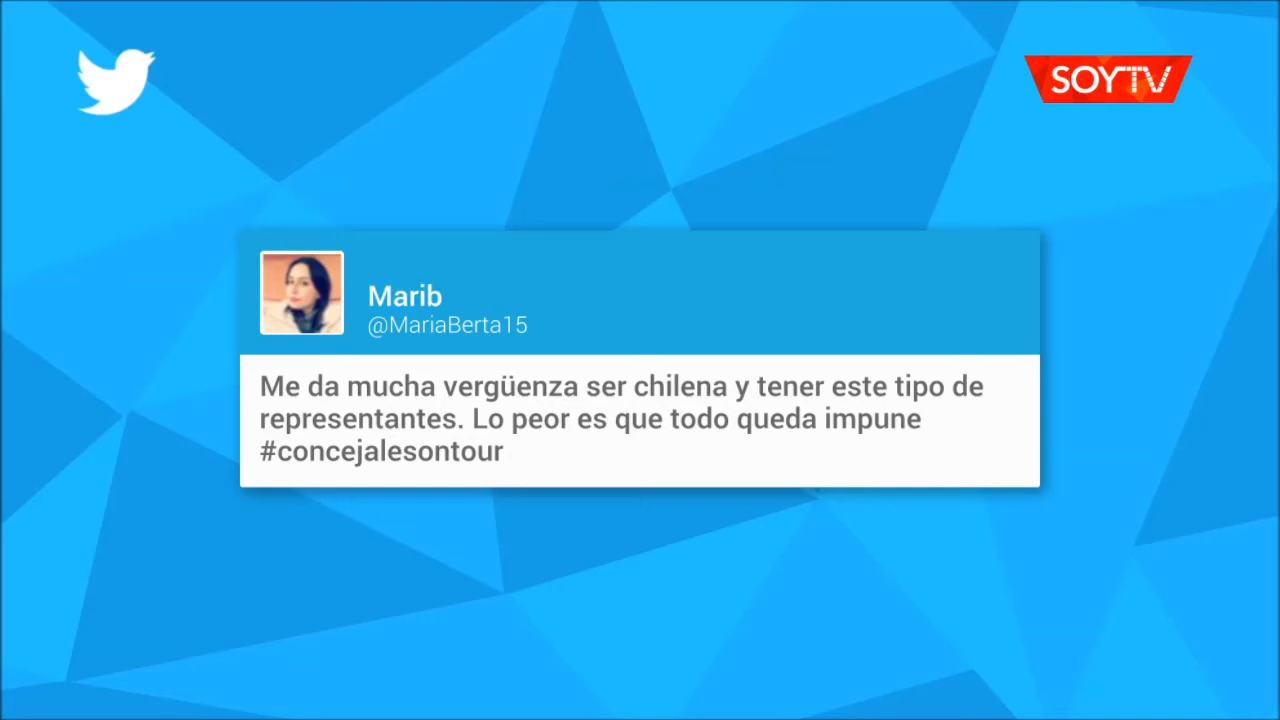 SOYTV
Marib
@MariaBerta15
Me da mucha vergüenza ser chilena y tener este tipo de
representantes. Lo peor es que todo queda impune
#concejalesontour